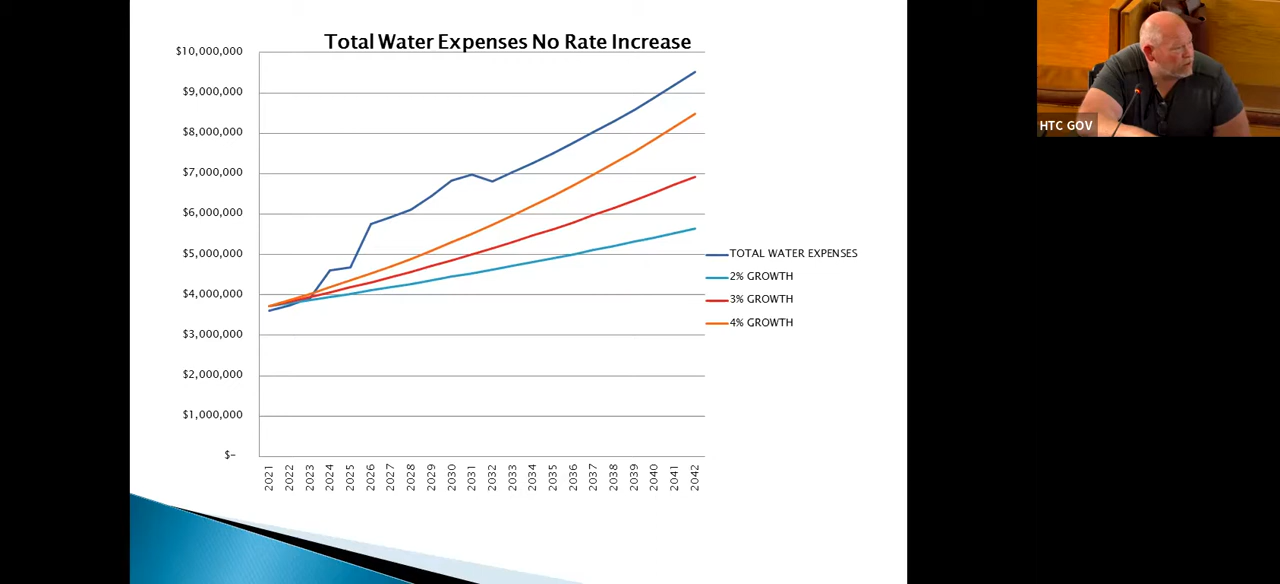 Total Water Expenses No Rate Increase
$10,000,000
$9,000,000
$8,000,000
$7,000,000
$6,000,000
$5,000,000
$4,000,000
$3,000,000
$2,000,000
$1,000,000
$-
2021 2022 2023 2024 2025 2026 2027 2028 2029 2030 2031 2032 2033 2034 2035 2036 2037 2038 2039 2040 2041 2042
TOTAL WATER EXPENSES
2% GROWTH
3% GROWTH
4% GROWTH
HTC GOV